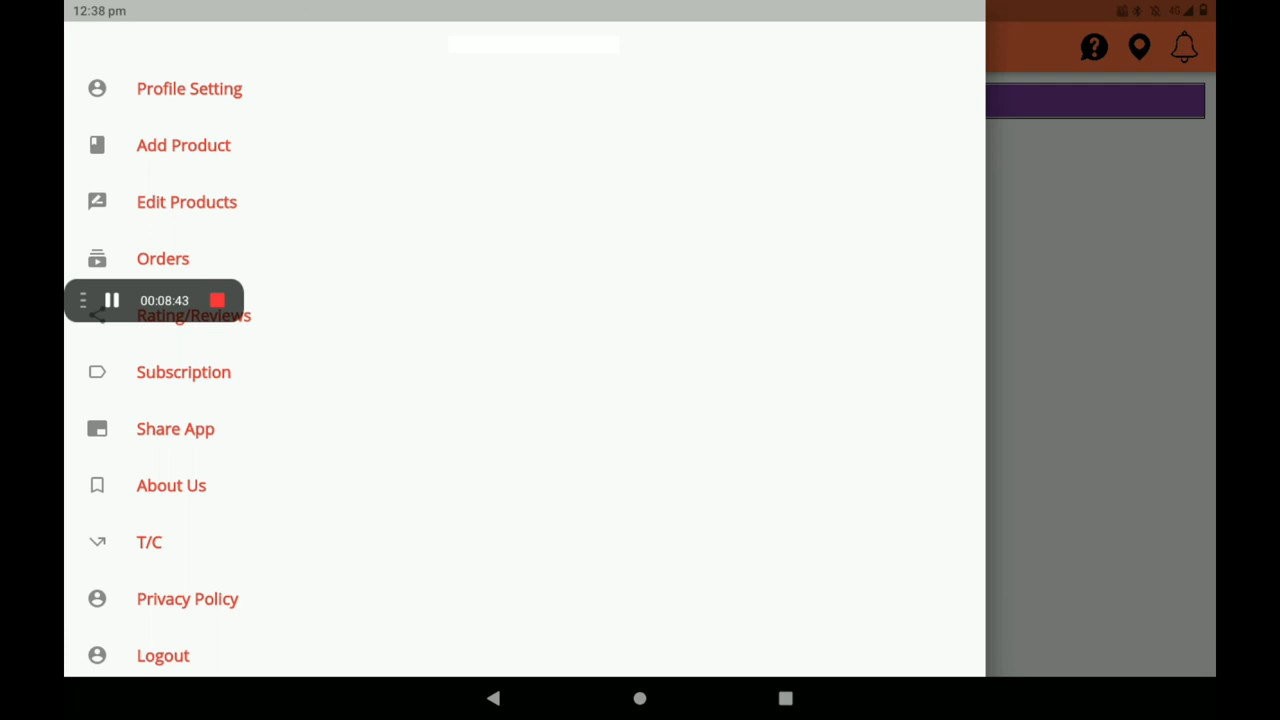 12:38 pm
4G
Profile Setting
Add Product
Edit Products
Orders
00:08:43
Rating/Reviews
Subscription
Share App
About Us
T/C
Privacy Policy
Logout